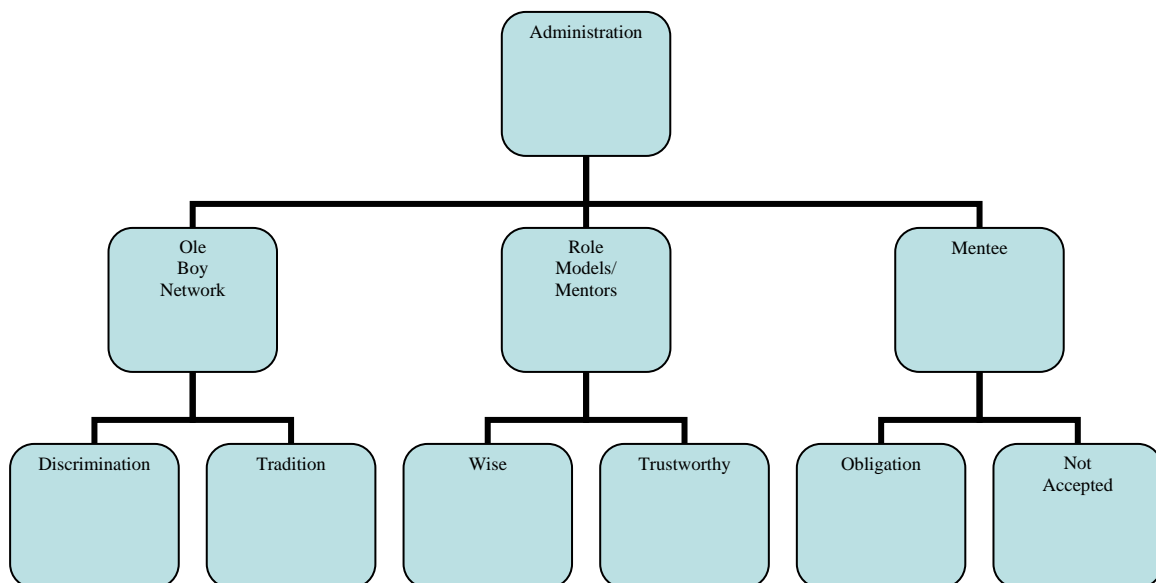 Administration
Ole
Boy
Network
Role
Models/
Mentors
Mentee
Discrimination
Tradition
Wise
Trustworthy
Obligation
Not
Accepted